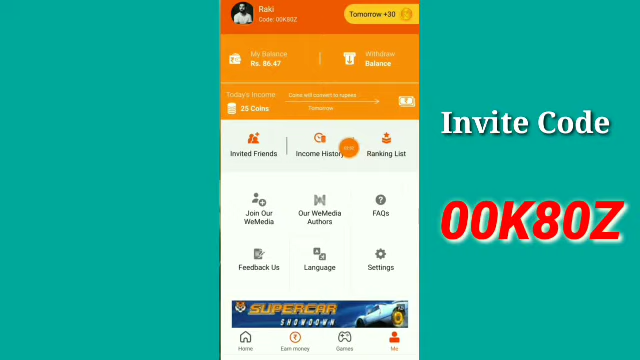 Raki
Code: 00K80Z
Tomorrow +30
My Balance
Rs. 86.47
Withdraw
Balance
Today's Income
25 Coins
Coins will convert to rupees
Tomorrow
Invited Friends
Income History
Ranking List
Join Our
WeMedia
Our WeMedia
Authors
FAQs
Feedback Us
Language
Settings
SUPERCAR
SHOWDOWN
Home
Earn money
Games
Me
Invite Code
00K80Z